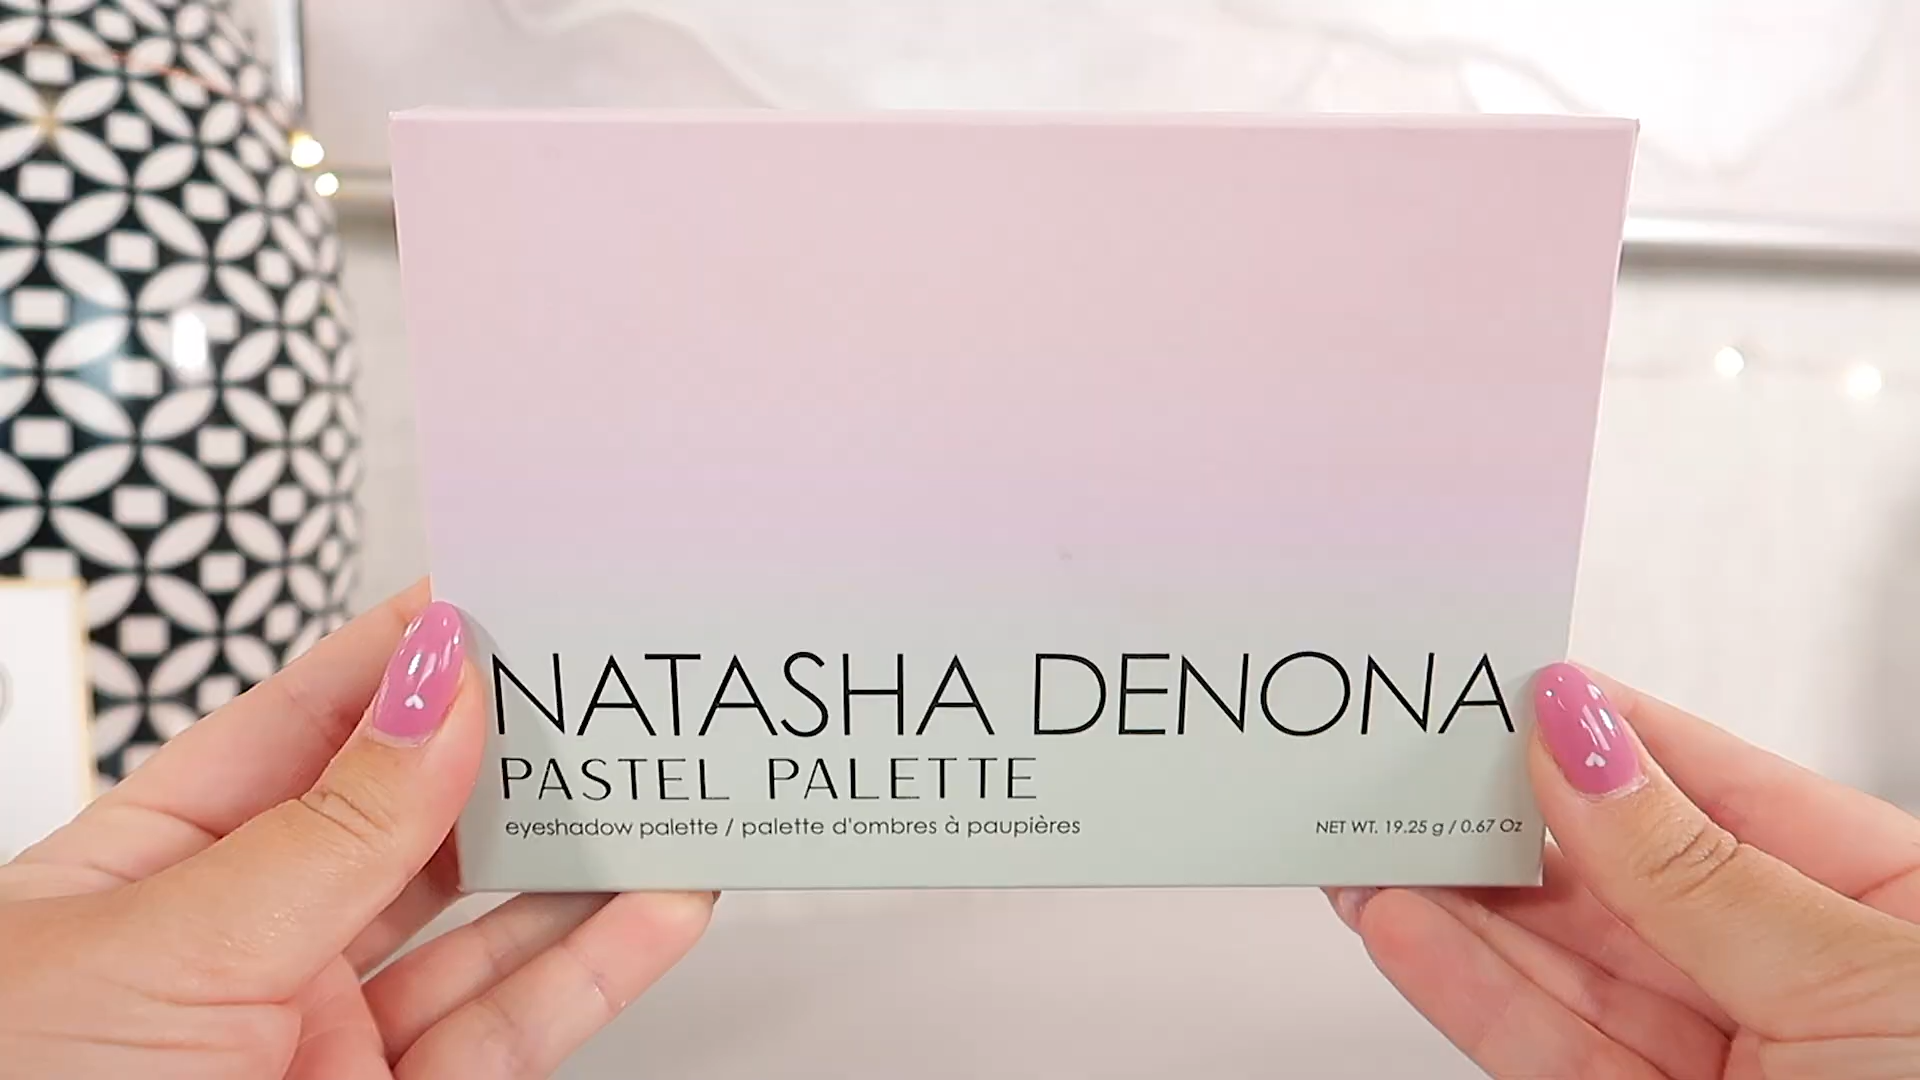 NATASHA DENONA
PASTEL PALETTE
eyeshadow palette / palette d'ombres à paupières
NET WT. 19.25 g / 0.67 Oz